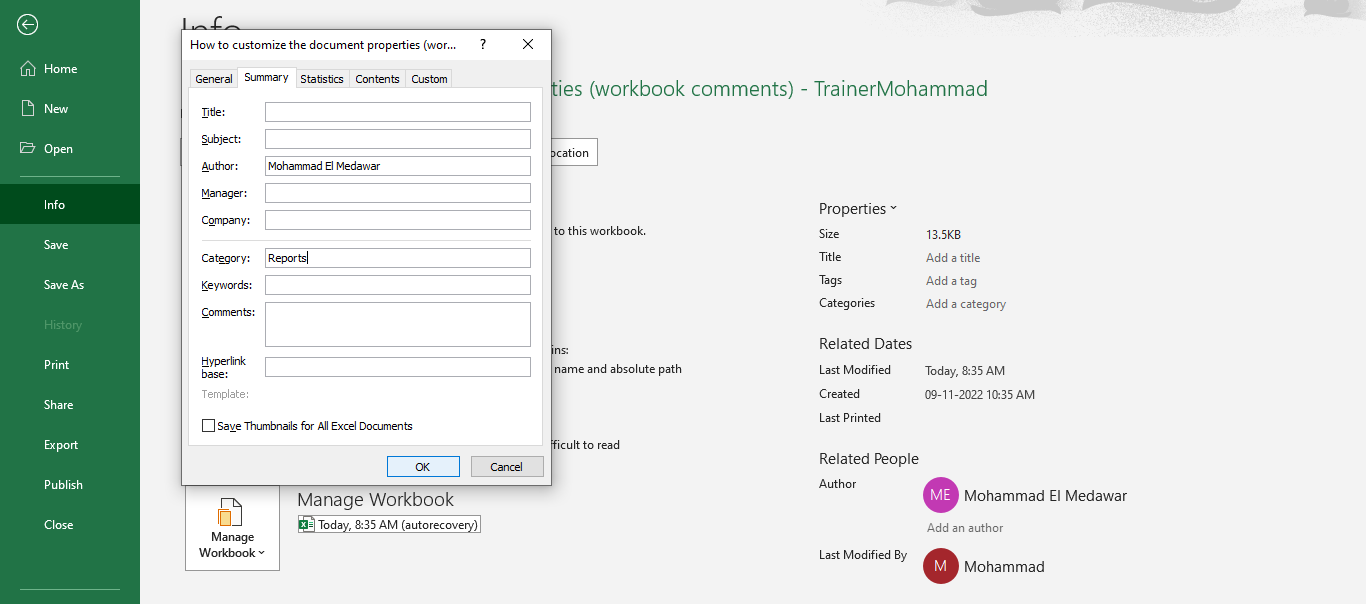 Info
Home
New
Open
Info
Save
Save As
History
Print
Share
Export
Publish
Close
How to customize the document properties (wor...
?
General Summary Statistics Contents Custom
Title:
Subject:
Author: Mohammad El Medawar
Manager:
Company:
Category: Reports
Keywords:
Comments:
Hyperlink
base:
Template:
Save Thumbnails for All Excel Documents
OK Cancel
ties (workbook comments) - TrainerMohammad
ocation
to this workbook.
ins:
name and absolute path
fficult to read
Manage
Workbook
Manage Workbook
Today, 8:35 AM (autorecovery)
Properties
Size 13.5KB
Title Add a title
Tags Add a tag
Categories Add a category
Related Dates
Last Modified Today, 8:35 AM
Created 09-11-2022 10:35 AM
Last Printed
Related People
Author
ME Mohammad El Medawar
Add an author
Last Modified By
M Mohammad